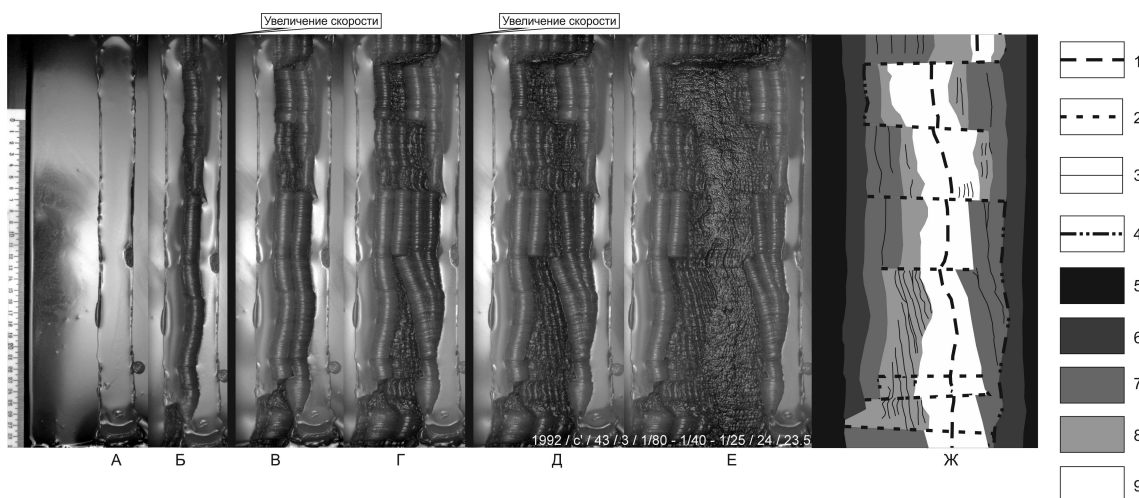 Увеличение скорости
Увеличение скорости
1992 / c' / 43 / 3 / 1/80 - 1/40 - 1/25 / 24 / 23.5
А Б В Г Д Е Ж
1
2
3
4
5
6
7
8
9